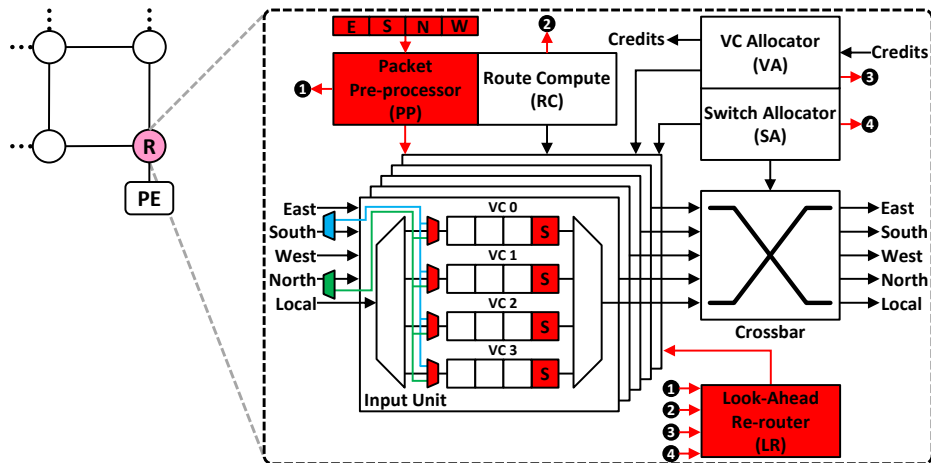 E S N W
2
Credits
VC Allocator
(VA)
Credits
3
1
Packet
Pre-processor
(PP)
Route Compute
(RC)
Switch Allocator
(SA)
4
R
PE
East
South
West
North
Local
VC 0
S
VC 1
S
VC 2
S
VC 3
S
Input Unit
East
South
West
North
Local
Crossbar
1
2
3
4
Look-Ahead
Re-router
(LR)